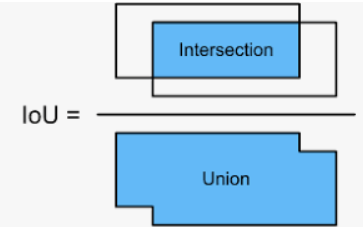 Intersection
IoU =
Union